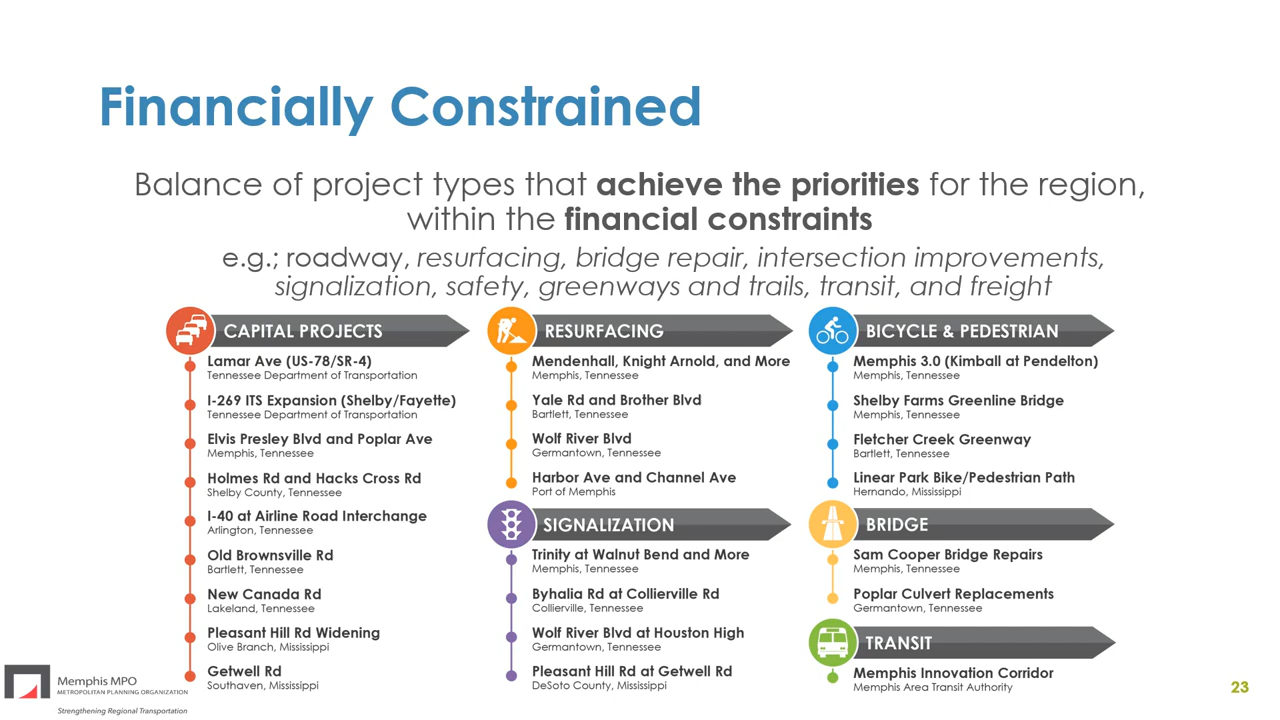 Financially Constrained
Balance of project types that achieve the priorities for the region,
within the financial constraints
e.g.; roadway, resurfacing, bridge repair, intersection improvements,
signalization, safety, greenways and trails, transit, and freight
CAPITAL PROJECTS
Lamar Ave (US-78/SR-4)
Tennessee Department of Transportation
I-269 ITS Expansion (Shelby/Fayette)
Tennessee Department of Transportation
Elvis Presley Blvd and Poplar Ave
Memphis, Tennessee
Holmes Rd and Hacks Cross Rd
Shelby County, Tennessee
I-40 at Airline Road Interchange
Arlington, Tennessee
Old Brownsville Rd
Bartlett, Tennessee
New Canada Rd
Lakeland, Tennessee
Pleasant Hill Rd Widening
Olive Branch, Mississippi
Getwell Rd
Southaven, Mississippi
RESURFACING
Mendenhall, Knight Arnold, and More
Memphis, Tennessee
Yale Rd and Brother Blvd
Bartlett, Tennessee
Wolf River Blvd
Germantown, Tennessee
Harbor Ave and Channel Ave
Port of Memphis
SIGNALIZATION
Trinity at Walnut Bend and More
Memphis, Tennessee
Byhalia Rd at Collierville Rd
Collierville, Tennessee
Wolf River Blvd at Houston High
Germantown, Tennessee
Pleasant Hill Rd at Getwell Rd
DeSoto County, Mississippi
BICYCLE & PEDESTRIAN
Memphis 3.0 (Kimball at Pendelton)
Memphis, Tennessee
Shelby Farms Greenline Bridge
Memphis, Tennessee
Fletcher Creek Greenway
Bartlett, Tennessee
Linear Park Bike/Pedestrian Path
Hernando, Mississippi
BRIDGE
Sam Cooper Bridge Repairs
Memphis, Tennessee
Poplar Culvert Replacements
Germantown, Tennessee
TRANSIT
Memphis Innovation Corridor
Memphis Area Transit Authority
Memphis MPO
METROPOLITAN PLANNING ORGANIZATION
Strengthening Regional Transportation
23